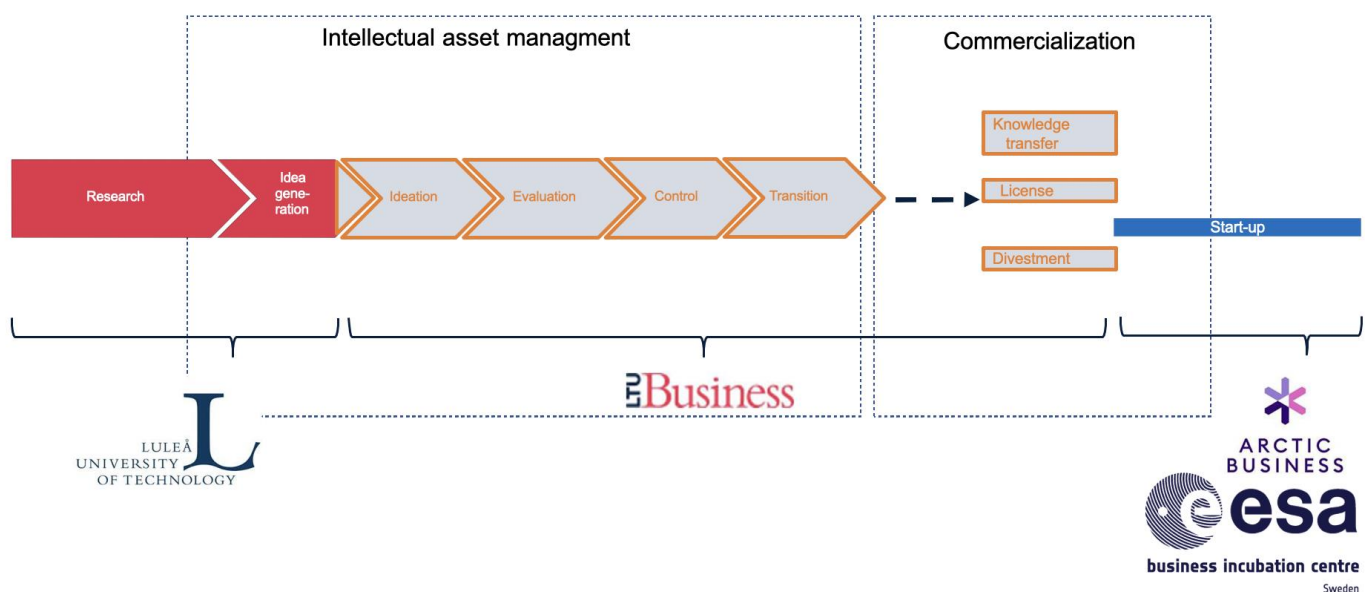 Intellectual asset managment
Commercialization
Research
Idea
gene-
ration
Ideation
Evaluation
Control
Transition
Knowledge
transfer
License
Start-up
Divestment
LTU Business
LULEÅ
UNIVERSITY
OF TECHNOLOGY
L
ARCTIC
BUSINESS
esa
business incubation centre
Sweden